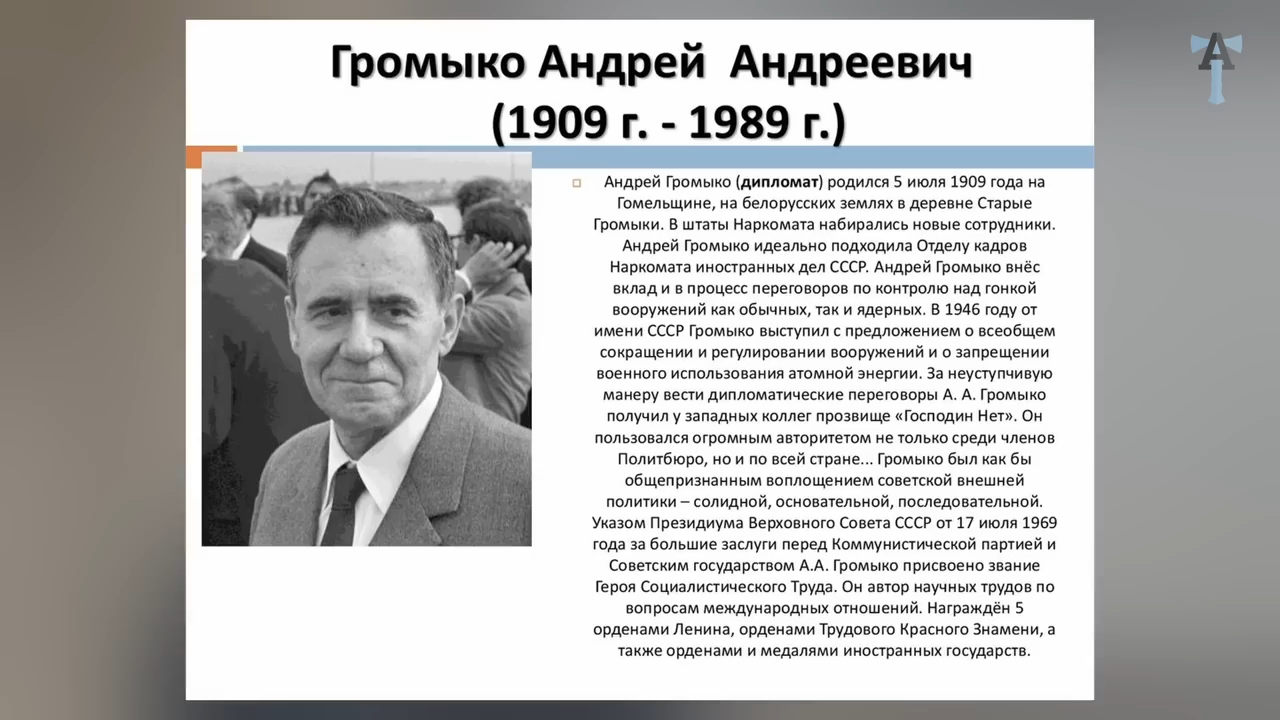 Громыко Андрей Андреевич
(1909 г. - 1989 г.)
Андрей Громыко (дипломат) родился 5 июля 1909 года на
Гомельщине, на белорусских землях в деревне Старые
Громыки. В штаты Наркомата набирались новые сотрудники.
Андрей Громыко идеально подходила Отделу кадров
Наркомата иностранных дел СССР. Андрей Громыко внёс
вклад и в процесс переговоров по контролю над гонкой
вооружений как обычных, так и ядерных. В 1946 году от
имени СССР Громыко выступил с предложением о всеобщем
сокращении и регулировании вооружений и о запрещении
военного использования атомной энергии. За неуступчивую
манеру вести дипломатические переговоры А. А. Громыко
получил у западных коллег прозвище «Господин Нет». Он
пользовался огромным авторитетом не только среди членов
Политбюро, но и по всей стране... Громыко был как бы
общепризнанным воплощением советской внешней
политики – солидной, основательной, последовательной.
Указом Президиума Верховного Совета СССР от 17 июля 1969
года за большие заслуги перед Коммунистической партией и
Советским государством А.А. Громыко присвоено звание
Героя Социалистического Труда. Он автор научных трудов по
вопросам международных отношений. Награждён 5
орденами Ленина, орденами Трудового Красного Знамени, а
также орденами и медалями иностранных государств.